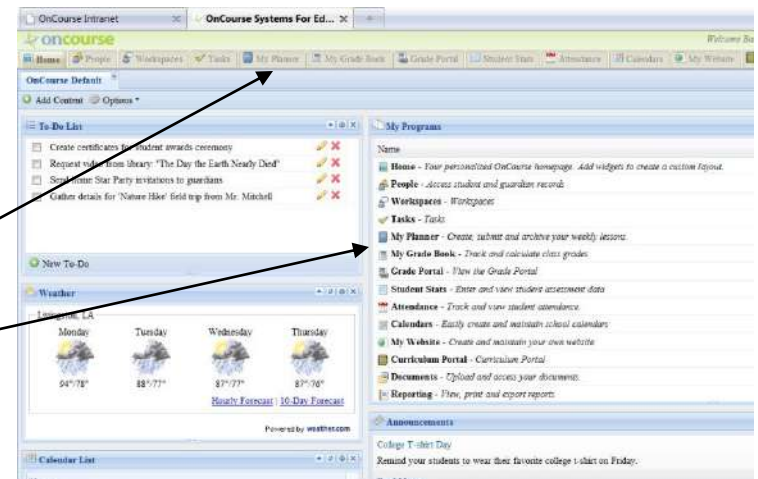 OnCourse Intranet
OnCourse Systems For Ed...
oncourse
Welcome Ba
Home People Workspaces Tasks My Planner My Grade Book Grade Portal Student Stats Attendance Calendars My Website
OnCourse Default
Add Content Options
To-Do List
Create certificates for student awards ceremony
Request video from library: "The Day the Earth Nearly Died"
Send home Star Party invitations to guardians
Gather details for 'Nature Hike' field trip from Mr. Mitchell
New To-Do
Weather
Livingston, LA
Monday Tuesday Wednesday Thursday
94°/78° 88°/77° 87°/77° 87°/76°
Hourly Forecast | 10-Day Forecast
Powered by weather.com
Calendar List
My Programs
Name
Home - Your personalized OnCourse homepage. Add widgets to create a custom layout.
People - Access student and guardian records
Workspaces - Workspaces
Tasks - Tasks
My Planner - Create, submit and archive your weekly lessons.
My Grade Book - Track and calculate class grades
Grade Portal - View the Grade Portal
Student Stats - Enter and view student assessment data
Attendance - Track and view student attendance.
Calendars - Easily create and maintain school calendars
My Website - Create and maintain your own website
Curriculum Portal - Curriculum Portal
Documents - Upload and access your documents.
Reporting - View, print and export reports.
Announcements
College T-shirt Day
Remind your students to wear their favorite college t-shirt on Friday.